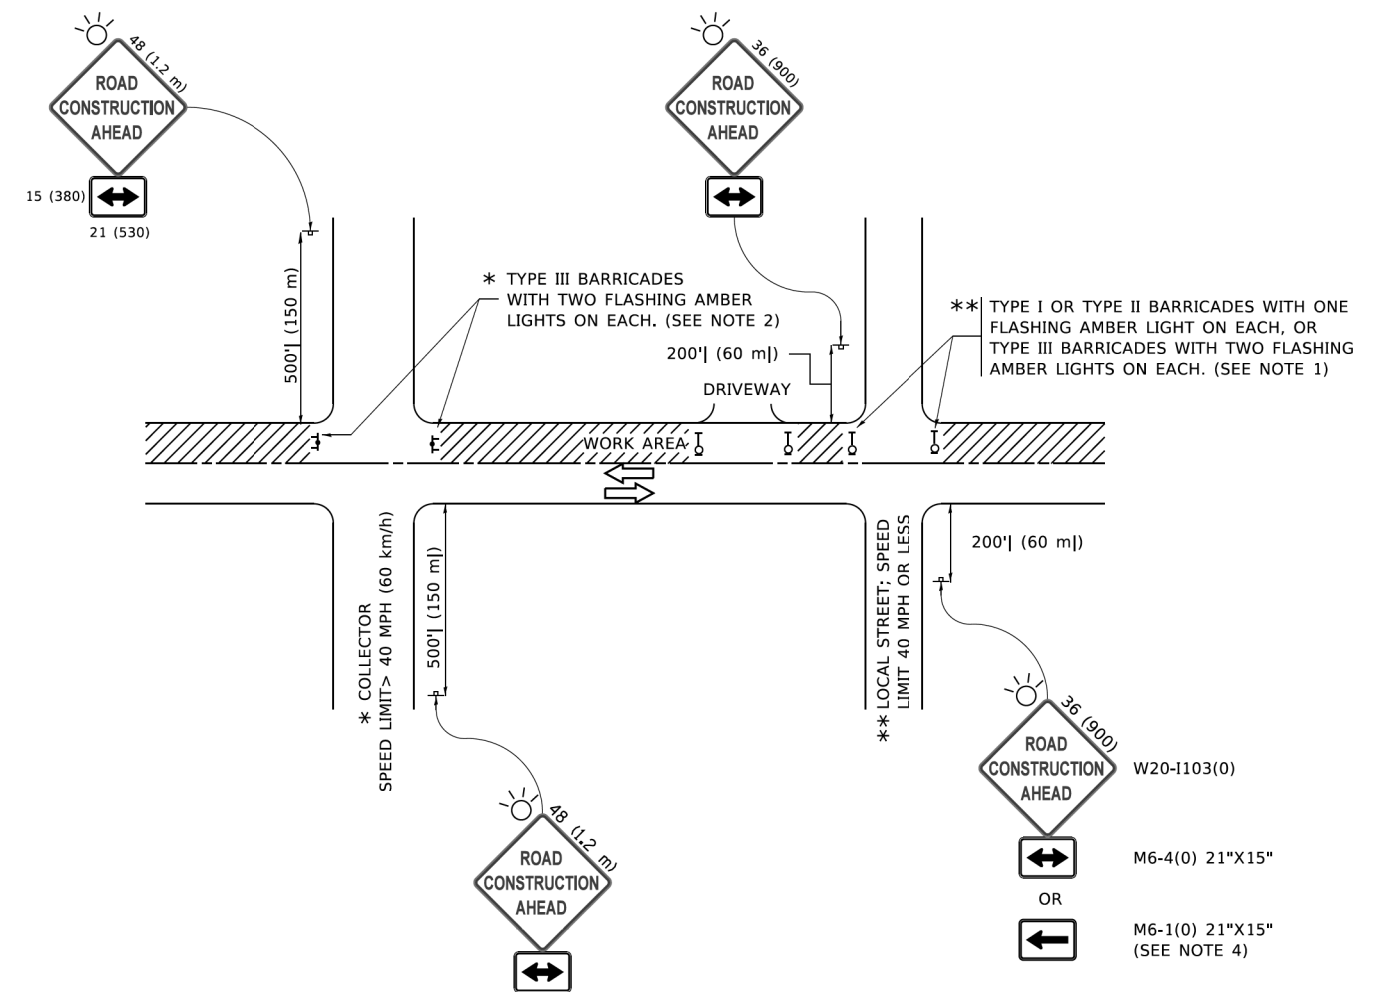 48 (1.2 m)
ROAD
CONSTRUCTION
AHEAD
15 (380)
21 (530)
36 (900)
ROAD
CONSTRUCTION
AHEAD
500'| (150 m)
* TYPE III BARRICADES
WITH TWO FLASHING AMBER
LIGHTS ON EACH. (SEE NOTE 2)
200'| (60 m|)
DRIVEWAY
** TYPE I OR TYPE II BARRICADES WITH ONE
FLASHING AMBER LIGHT ON EACH, OR
TYPE III BARRICADES WITH TWO FLASHING
AMBER LIGHTS ON EACH. (SEE NOTE 1)
WORK AREA
* COLLECTOR
SPEED LIMIT> 40 MPH (60 km/h)
500'| (150 m|)
** LOCAL STREET; SPEED
LIMIT 40 MPH OR LESS
200'| (60 m|)
48 (1.2 m)
ROAD
CONSTRUCTION
AHEAD
36 (900)
ROAD
CONSTRUCTION
AHEAD
W20-I103(0)
M6-4(0) 21"X15"
OR
M6-1(0) 21"X15"
(SEE NOTE 4)